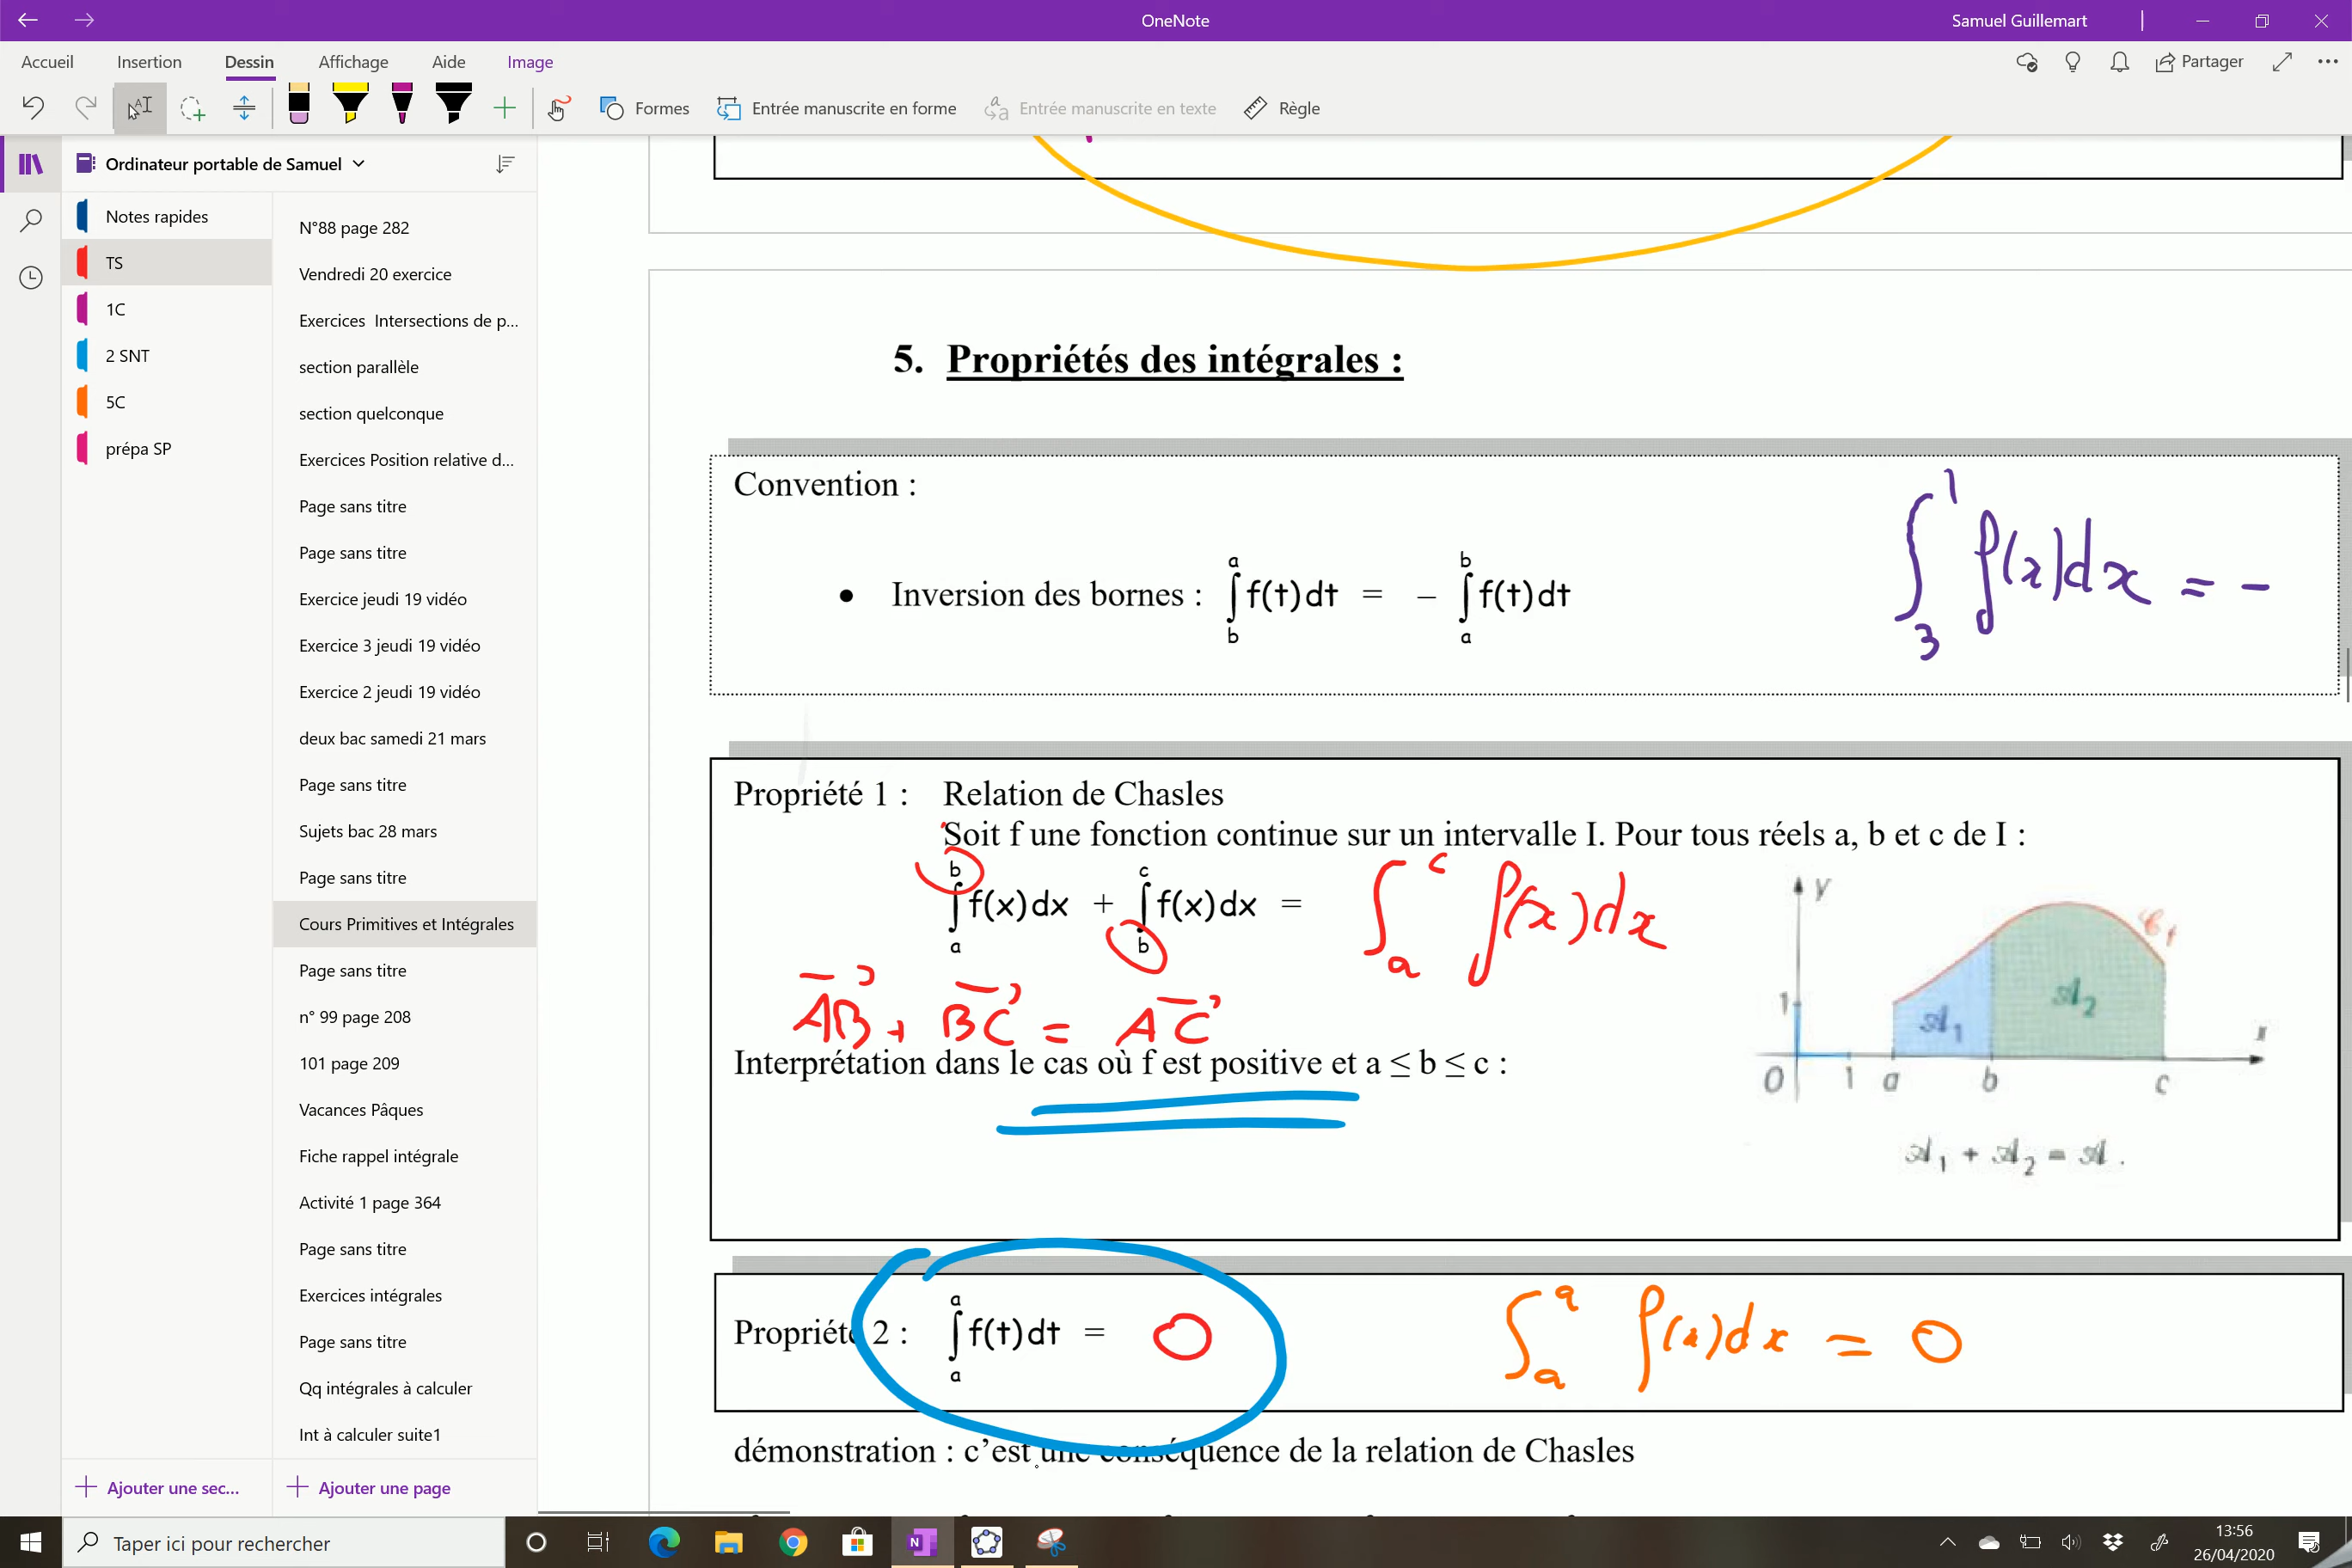 OneNote
Samuel Guillemart
Accueil Insertion Dessin Affichage Aide Image
Partager
Formes Entrée manuscrite en forme Entrée manuscrite en texte Règle
Ordinateur portable de Samuel
Notes rapides
TS
1C
2 SNT
5C
prépa SP
Ajouter une sec...
N°88 page 282
Vendredi 20 exercice
Exercices Intersections de p...
section parallèle
section quelconque
Exercices Position relative d...
Page sans titre
Page sans titre
Exercice jeudi 19 vidéo
Exercice 3 jeudi 19 vidéo
Exercice 2 jeudi 19 vidéo
deux bac samedi 21 mars
Page sans titre
Sujets bac 28 mars
Page sans titre
Cours Primitives et Intégrales
Page sans titre
n° 99 page 208
101 page 209
Vacances Pâques
Fiche rappel intégrale
Activité 1 page 364
Page sans titre
Exercices intégrales
Page sans titre
Qq intégrales à calculer
Int à calculer suite1
Ajouter une page
5. Propriétés des intégrales :
Convention :
• Inversion des bornes : ∫_b^a f(t)dt = – ∫_a^b f(t)dt
∫_3^1 f(x)dx = -
Propriété 1 : Relation de Chasles
Soit f une fonction continue sur un intervalle I. Pour tous réels a, b et c de I :
∫_a^b f(x)dx + ∫_b^c f(x)dx = ∫_a^c f(x)dx
AB + BC = AC
Interprétation dans le cas où f est positive et a ≤ b ≤ c :
y
1
𝒜1 𝒜2 𝒞f
x
0 1 a b c
𝒜1 + 𝒜2 = 𝒜.
Propriété 2 : ∫_a^a f(t)dt = 0
∫_a^a f(x)dx = 0
démonstration : c’est une conséquence de la relation de Chasles
Taper ici pour rechercher
13:56
26/04/2020